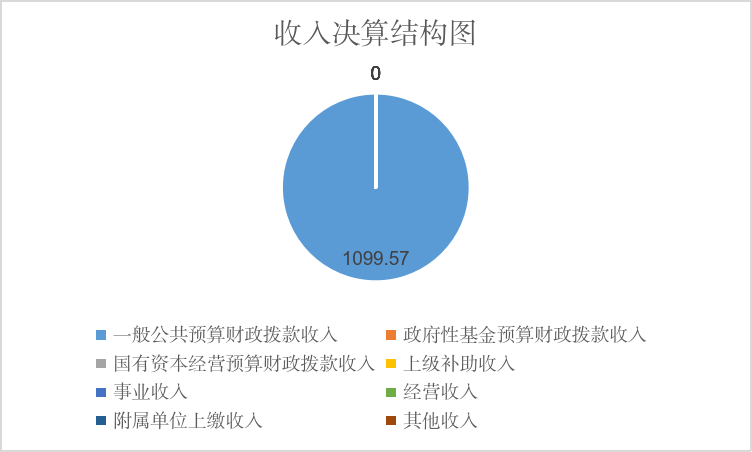 收入决算结构图
0
1099.57
一般公共预算财政拨款收入
政府性基金预算财政拨款收入
国有资本经营预算财政拨款收入
上级补助收入
事业收入
经营收入
附属单位上缴收入
其他收入